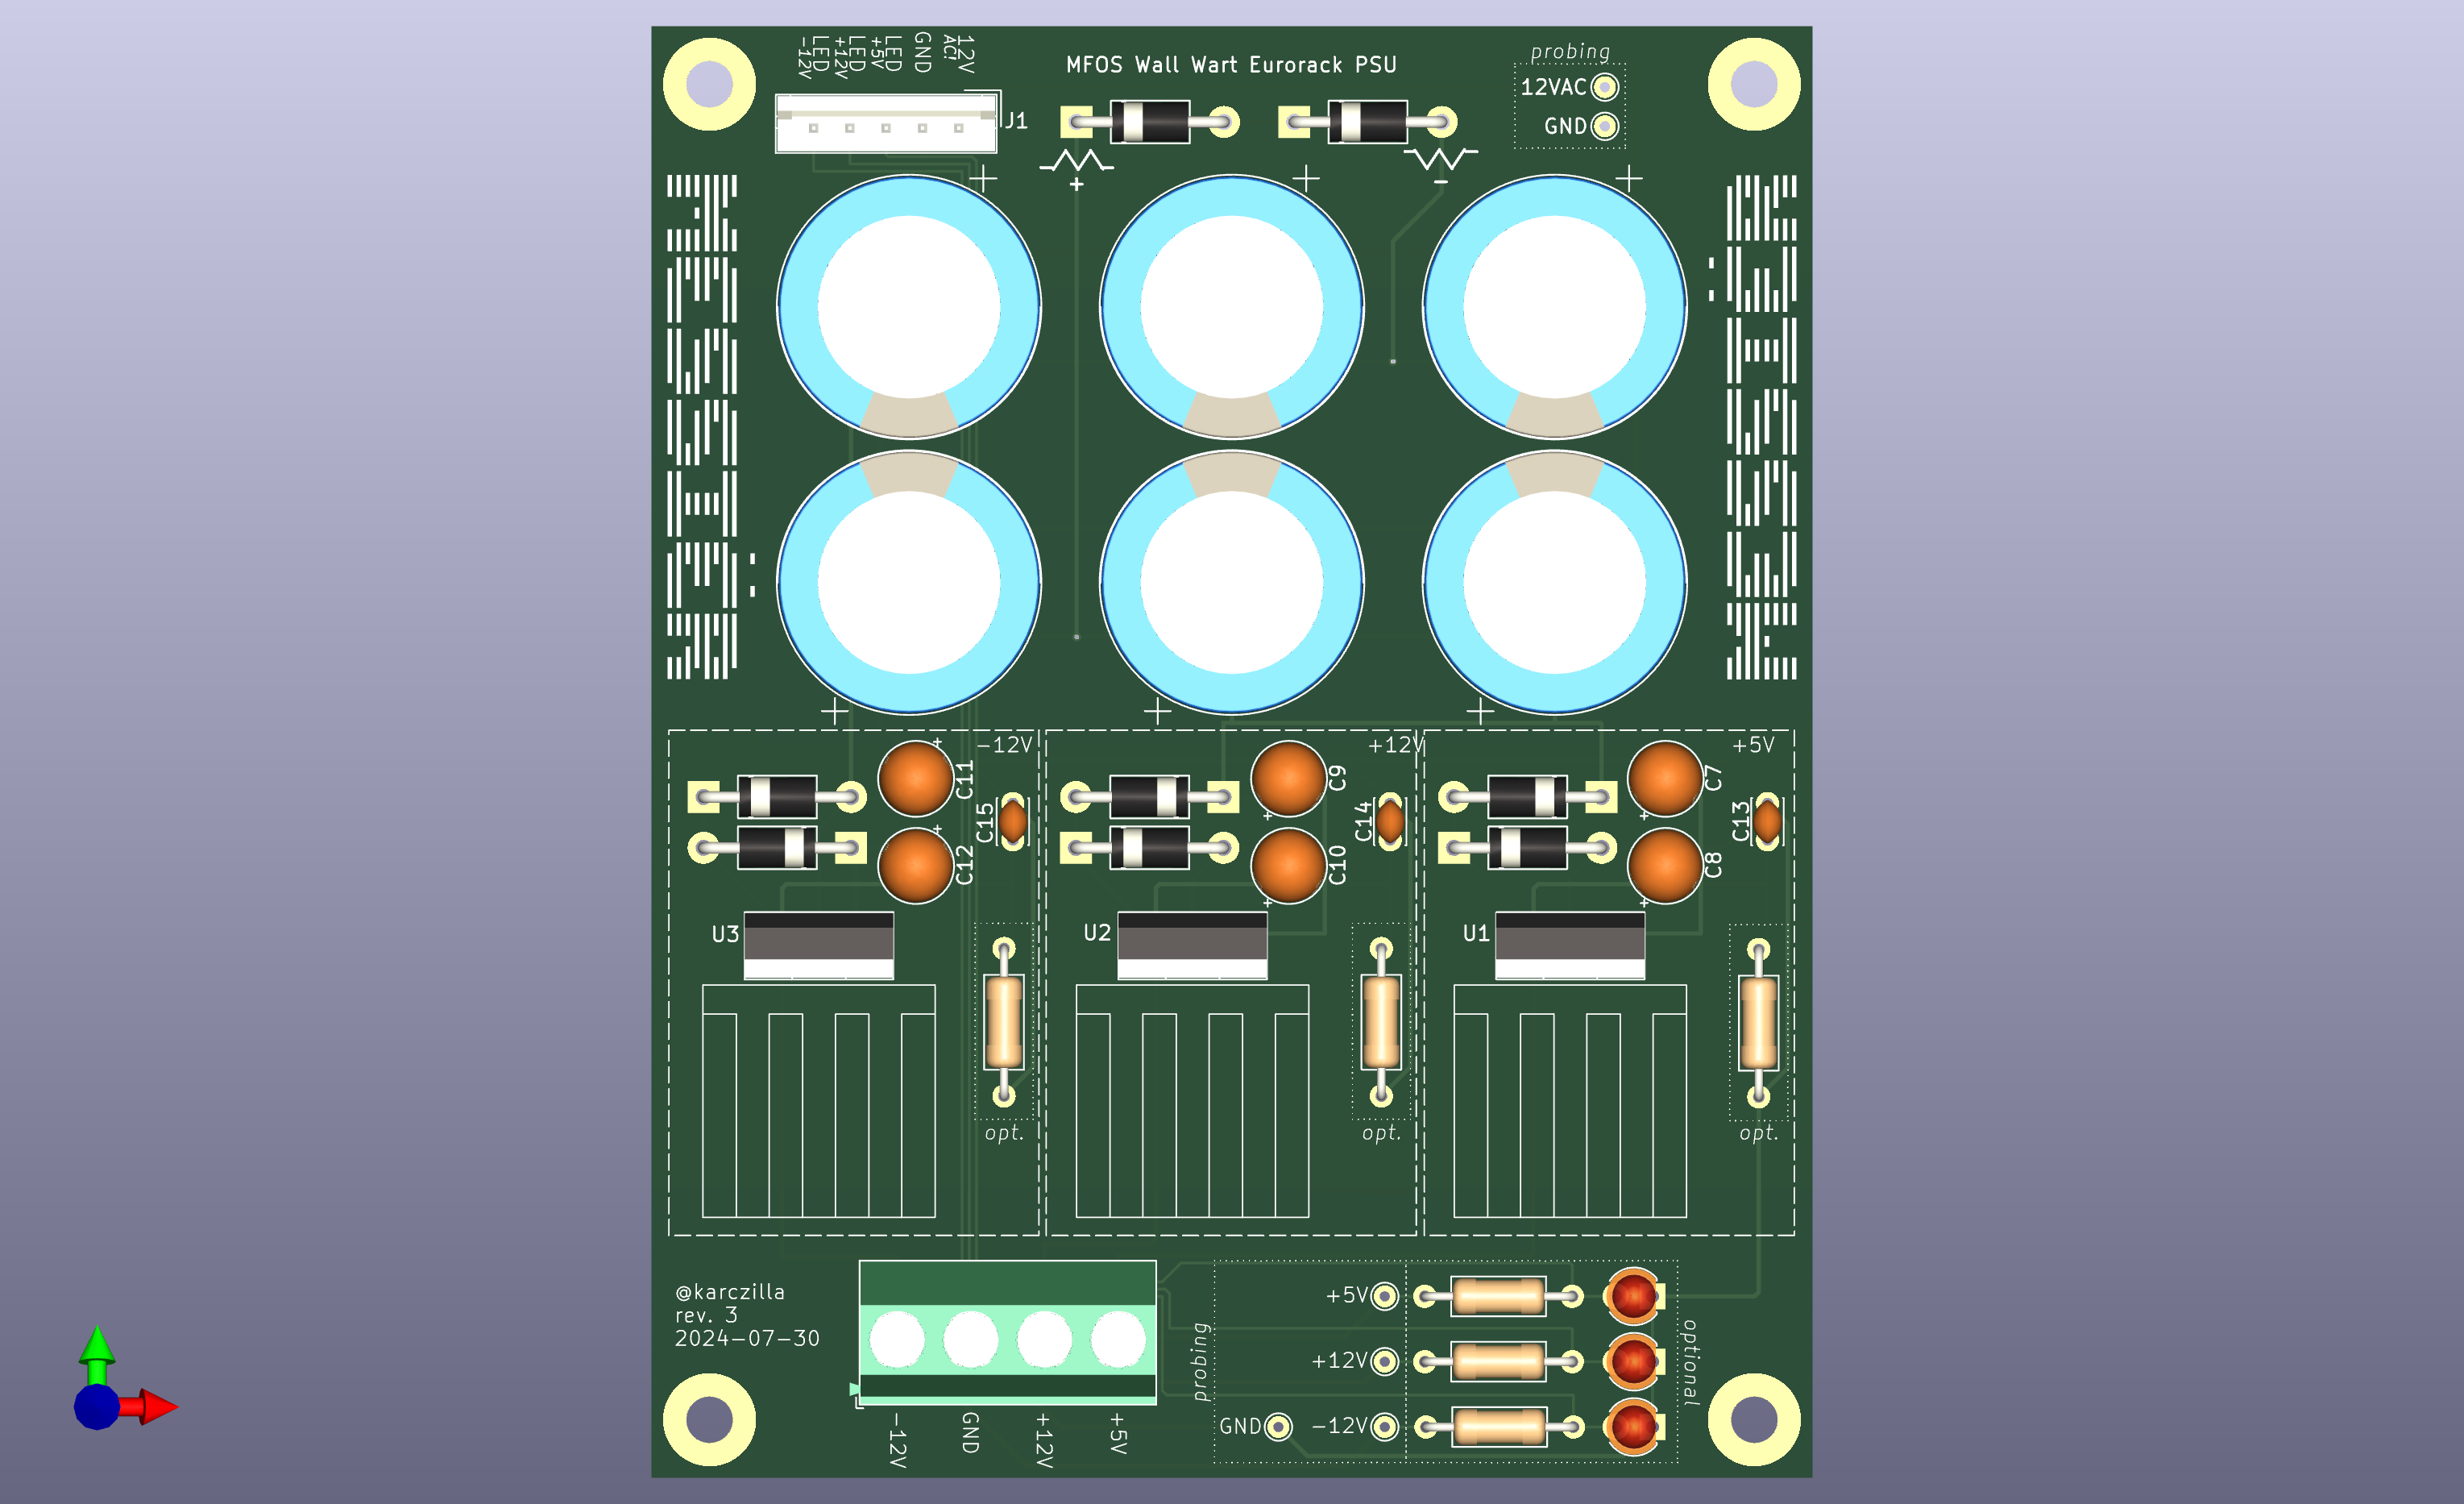 LED
-12V
LED
+12V
LED
+5V
GND
12V
AC!
J1
MFOS Wall Wart Eurorack PSU
probing
12VAC
GND
+
-
-12V
C11
C12
C15
U3
opt.
+12V
C9
C10
C14
U2
opt.
+5V
C7
C8
C13
U1
opt.
@karczilla
rev. 3
2024-07-30
-12V
GND
+12V
+5V
probing
+5V
+12V
GND
-12V
optional